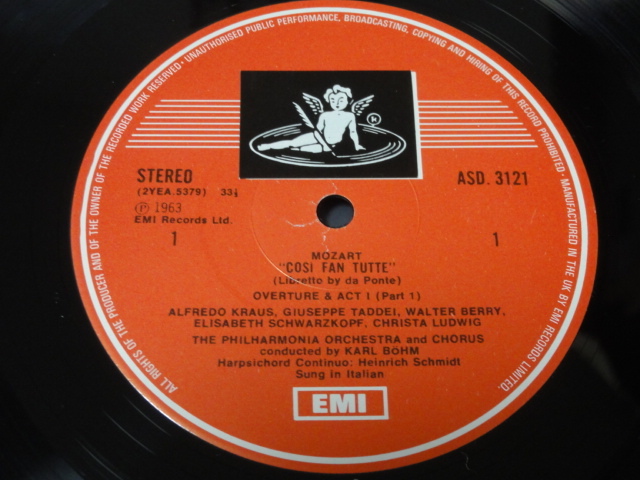 ALL RIGHTS OF THE PRODUCER AND OF THE OWNER OF THE RECORDED WORK RESERVED - UNAUTHORISED PUBLIC PERFORMANCE, BROADCASTING, COPYING AND HIRING OF THIS RECORD PROHIBITED. MANUFACTURED IN THE UK BY EMI RECORDS LIMITED.
STEREO
(2YEA.5379) 33⅓
ASD. 3121
Ⓟ 1963
EMI Records Ltd.
1
1
MOZART
"COSI FAN TUTTE"
(Libretto by da Ponte)
OVERTURE & ACT I (Part 1)
ALFREDO KRAUS, GIUSEPPE TADDEI, WALTER BERRY,
ELISABETH SCHWARZKOPF, CHRISTA LUDWIG
THE PHILHARMONIA ORCHESTRA and CHORUS
conducted by KARL BOHM
Harpsichord Continuo: Heinrich Schmidt
Sung in Italian
EMI